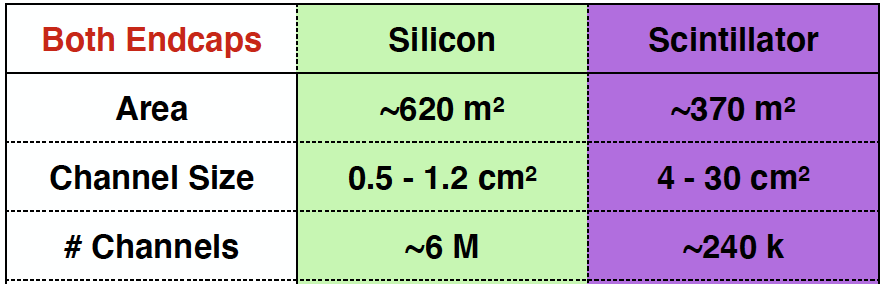 Both Endcaps Silicon Scintillator
Area ~620 m² ~370 m²
Channel Size 0.5 - 1.2 cm² 4 - 30 cm²
# Channels ~6 M ~240 k